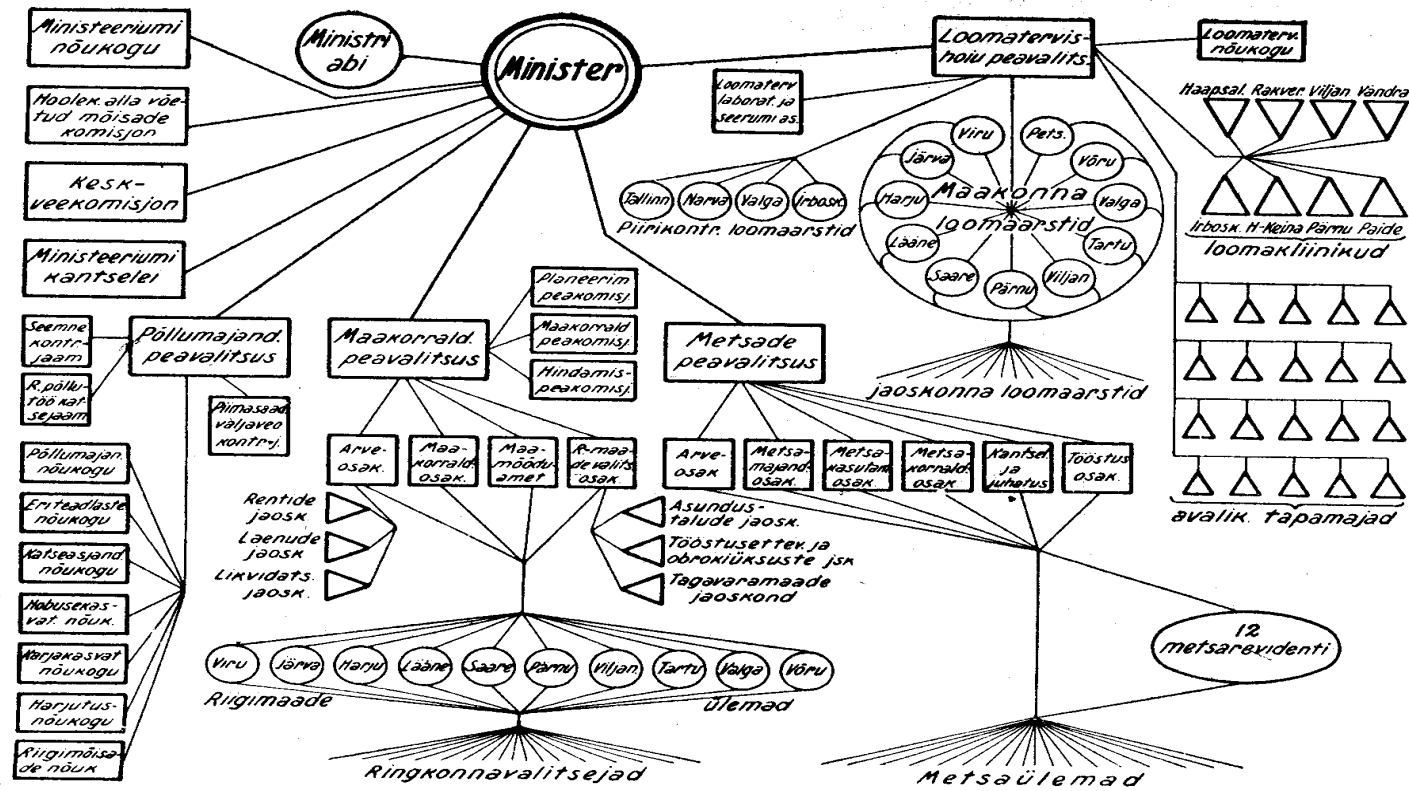 Ministeeriumi
nõukogu
Ministri
abi
Minister
Loomatervis-
hoiu peavalits.
Loomaterv.
nõukogu
Hoolek. alla võe-
tud mõisade
komisjon
Loomaterv
laborat. ja
seerumi as.
Haapsal. Rakver. Viljan Vändra
Kesk-
veekomisjon
Tallinn Narva Valga Irbosk.
Piirikontr. loomaarstid
Viru
Pets.
Järva
Võru
Harju
Valga
Lääne
Tartu
Saare
Pärnu
Viljan
Maakonna
loomaarstid
Irbosk. H-Keina Pärnu Paide
loomakliinikud
Ministeeriumi
kantselei
Seemne
kontr-
jaam
R. põllu-
töö kat-
sejaam
Põllumajand.
peavalitsus
Piimasaad.
väljaveo
kontr-j.
Maakorrald.
peavalitsus
Planeerim
peakomisj.
Maakorrald
peakomisj.
Hindamis-
peakomisj.
Metsade
peavalitsus
jaoskonna loomaarstid
Põllumajan.
nõukogu
Eriteadlaste
nõukogu
Katseasjand
nõukogu
Hobusekas-
vat. nõuk.
Karjakasvat
nõukogu
Harjutus-
nõukogu
Riigimõisa-
de nõuk
Arve-
osak.
Maa-
korrald.
osak.
Maa-
mõõdu-
amet
R-maa-
de valits.
osak.
Arve-
osak.
Metsa-
majand.
osak.
Metsa-
kasutam.
osak.
Metsa-
korrald.
osak.
Kantsel.
ja
juhatus
Tööstus
osak.
avalik. tapamajad
Rentide
jaosk.
Laenude
jaosk
Likvidats.
jaosk.
Asundus-
talude jaosk.
Tööstusettev. ja
obrokiüksuste jsk
Tagavaramaade
jaoskond
Viru Järva Harju Lääne Saare Pärnu Viljan Tartu Valga Võru
Riigimaade ülemad
12
metsarevidenti
Ringkonnavalitsejad
Metsaülemad